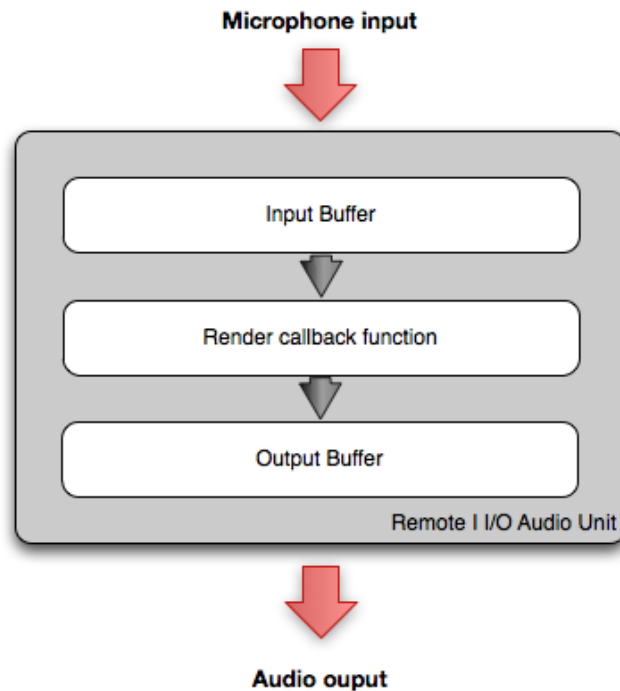 Microphone input
Input Buffer
Render callback function
Output Buffer
Remote I I/O Audio Unit
Audio ouput